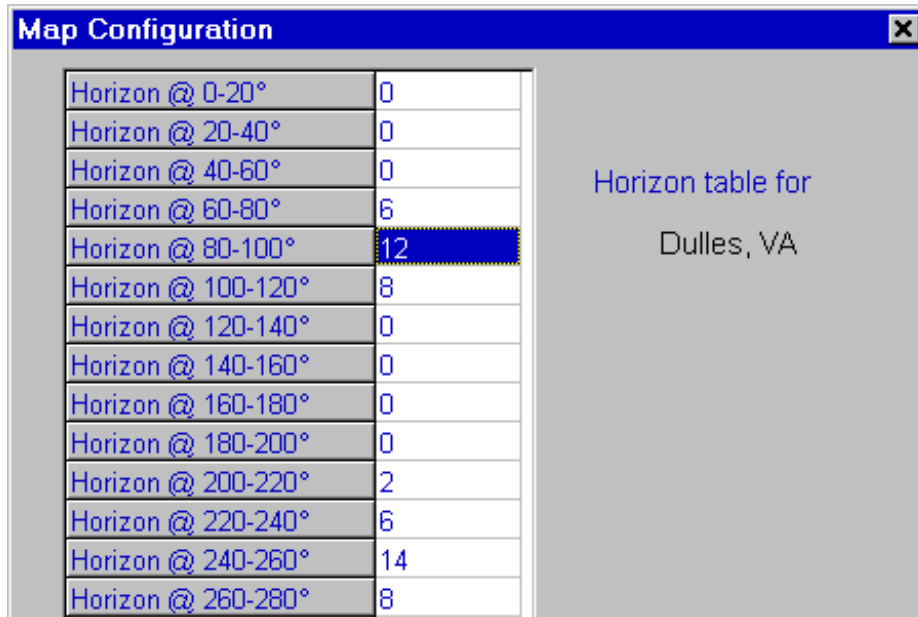 Map Configuration
Horizon @ 0-20° 0
Horizon @ 20-40° 0
Horizon @ 40-60° 0
Horizon @ 60-80° 6
Horizon @ 80-100° 12
Horizon @ 100-120° 8
Horizon @ 120-140° 0
Horizon @ 140-160° 0
Horizon @ 160-180° 0
Horizon @ 180-200° 0
Horizon @ 200-220° 2
Horizon @ 220-240° 6
Horizon @ 240-260° 14
Horizon @ 260-280° 8
Horizon table for
Dulles, VA